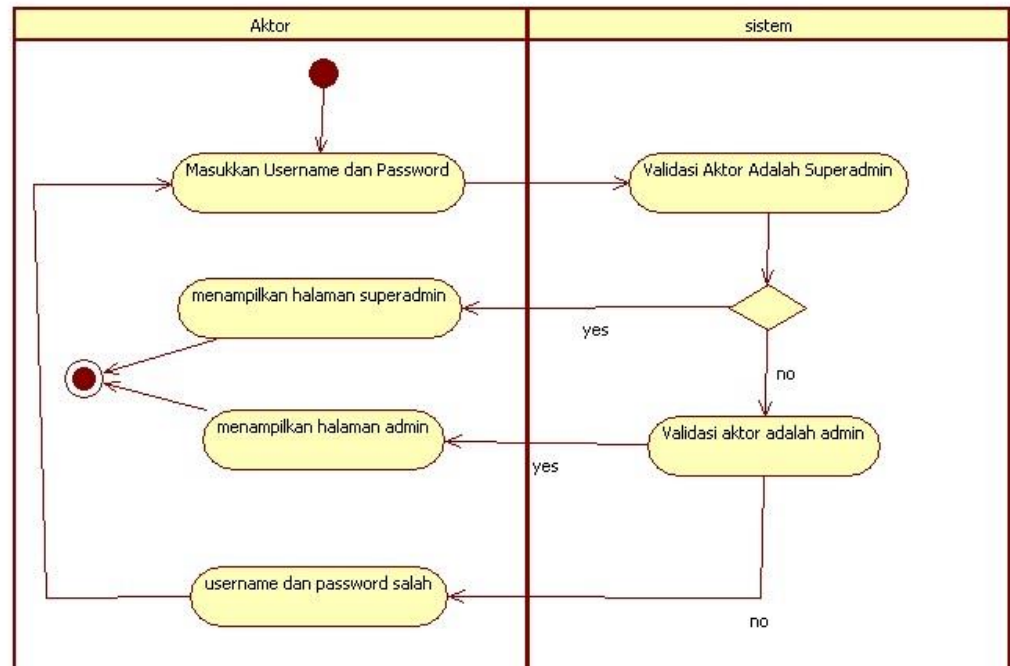 Aktor
sistem
Masukkan Username dan Password
Validasi Aktor Adalah Superadmin
menampilkan halaman superadmin
yes
no
menampilkan halaman admin
Validasi aktor adalah admin
yes
username dan password salah
no